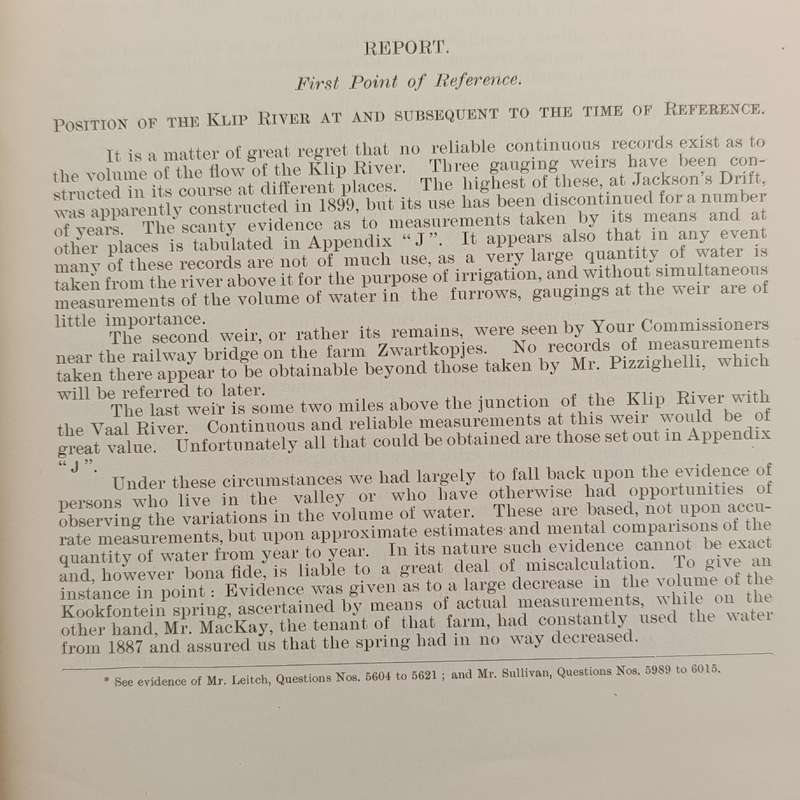 REPORT.
First Point of Reference.
POSITION OF THE KLIP RIVER AT AND SUBSEQUENT TO THE TIME OF REFERENCE.
It is a matter of great regret that no reliable continuous records exist as to
the volume of the flow of the Klip River. Three gauging weirs have been con-
structed in its course at different places. The highest of these, at Jackson's Drift,
was apparently constructed in 1899, but its use has been discontinued for a number
of years. The scanty evidence as to measurements taken by its means and at
other places is tabulated in Appendix "J". It appears also that in any event
many of these records are not of much use, as a very large quantity of water is
taken from the river above it for the purpose of irrigation, and without simultaneous
measurements of the volume of water in the furrows, gaugings at the weir are of
little importance.
The second weir, or rather its remains, were seen by Your Commissioners
near the railway bridge on the farm Zwartkopjes. No records of measurements
taken there appear to be obtainable beyond those taken by Mr. Pizzighelli, which
will be referred to later.
The last weir is some two miles above the junction of the Klip River with
the Vaal River. Continuous and reliable measurements at this weir would be of
great value. Unfortunately all that could be obtained are those set out in Appendix
"J".
Under these circumstances we had largely to fall back upon the evidence of
persons who live in the valley or who have otherwise had opportunities of
observing the variations in the volume of water. These are based, not upon accu-
rate measurements, but upon approximate estimates and mental comparisons of the
quantity of water from year to year. In its nature such evidence cannot be exact
and, however bona fide, is liable to a great deal of miscalculation. To give an
instance in point: Evidence was given as to a large decrease in the volume of the
Kookfontein spring, ascertained by means of actual measurements, while on the
other hand, Mr. MacKay, the tenant of that farm, had constantly used the water
from 1887 and assured us that the spring had in no way decreased.
* See evidence of Mr. Leitch, Questions Nos. 5604 to 5621 ; and Mr. Sullivan, Questions Nos. 5989 to 6015.